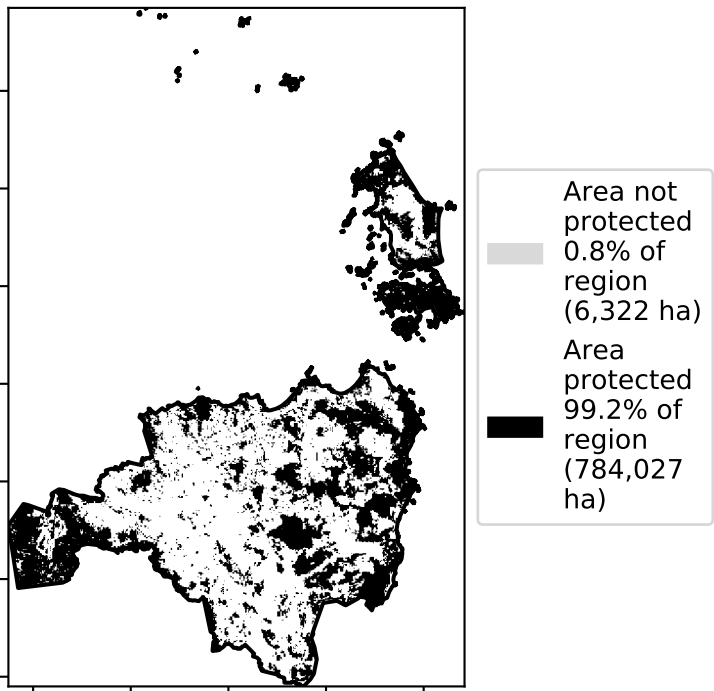 Area not
protected
0.8% of
region
(6,322 ha)
Area
protected
99.2% of
region
(784,027
ha)